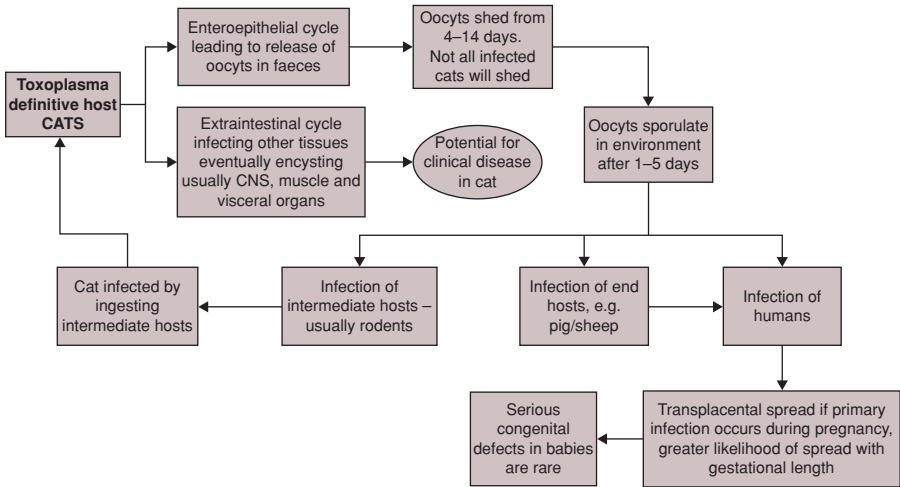 Enteroepithelial cycle
leading to release of
oocyts in faeces
Oocyts shed from
4–14 days.
Not all infected
cats will shed
Toxoplasma
definitive host
CATS
Extraintestinal cycle
infecting other tissues
eventually encysting
usually CNS, muscle and
visceral organs
Potential for
clinical disease
in cat
Oocyts sporulate
in environment
after 1–5 days
Cat infected by
ingesting
intermediate hosts
Infection of
intermediate hosts –
usually rodents
Infection of end
hosts, e.g.
pig/sheep
Infection of
humans
Serious
congenital
defects in babies
are rare
Transplacental spread if primary
infection occurs during pregnancy,
greater likelihood of spread with
gestational length